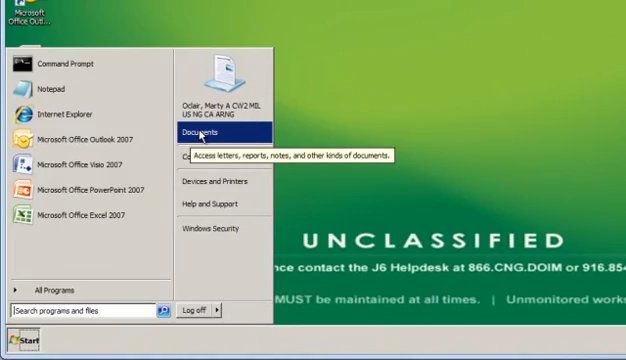 Microsoft
Office Outl...
Command Prompt
Notepad
Internet Explorer
Microsoft Office Outlook 2007
Microsoft Office Visio 2007
Microsoft Office PowerPoint 2007
Microsoft Office Excel 2007
All Programs
Search programs and files
Oclair, Marty A CW2 MIL
US NG CA ARNG
Documents
Access letters, reports, notes, and other kinds of documents.
Devices and Printers
Help and Support
Windows Security
Log off
Start
UNCLASSIFIED
nce contact the J6 Helpdesk at 866.CNG.DOIM or 916.854
MUST be maintained at all times. | Unmonitored works